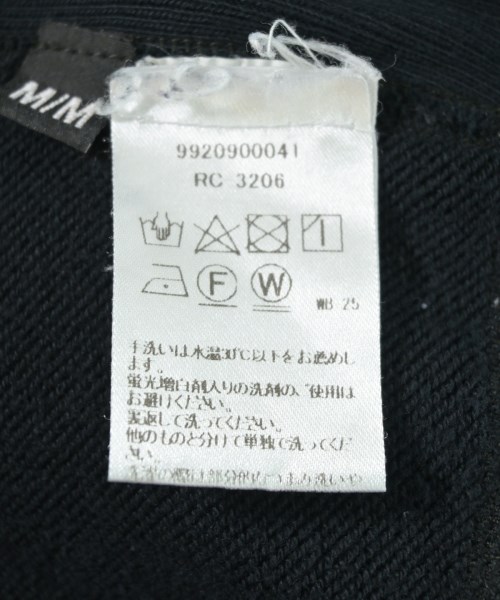 M/M
9920900041
RC 3206
F W
WB 25
手洗いは水温30℃以下をお薦めし
ます。
蛍光増白剤入りの洗剤の、ご使用は
お避けください。
裏返して洗ってください。
他のものと分けて単独で洗ってくだ
さい。